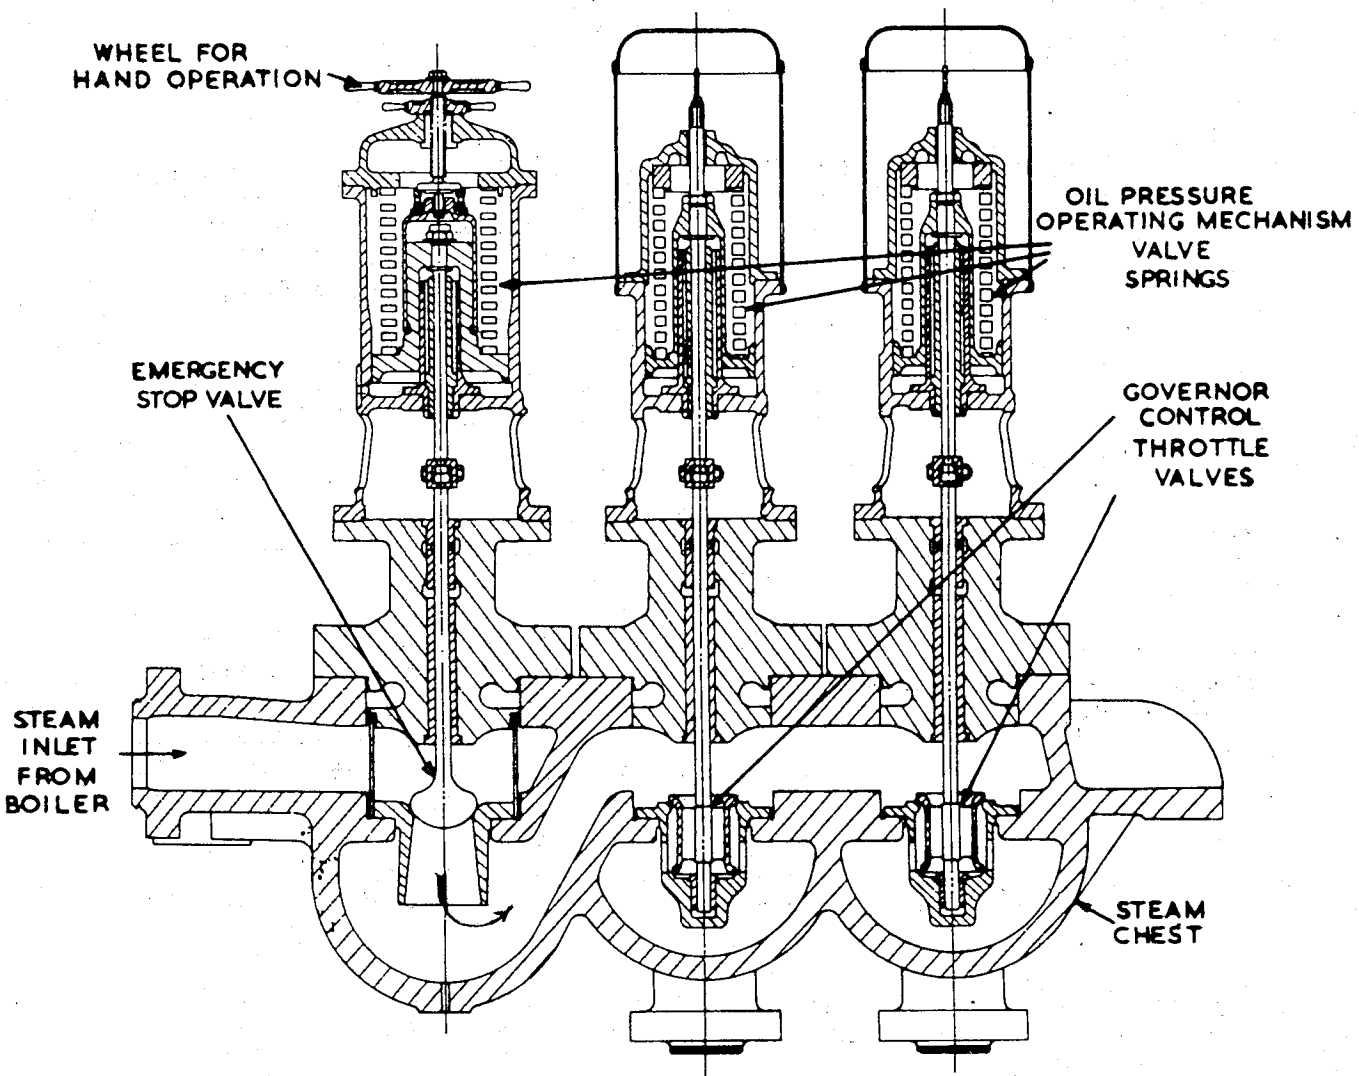 WHEEL FOR
HAND OPERATION
OIL PRESSURE
OPERATING MECHANISM
VALVE
SPRINGS
EMERGENCY
STOP VALVE
GOVERNOR
CONTROL
THROTTLE
VALVES
STEAM
INLET
FROM
BOILER
STEAM
CHEST